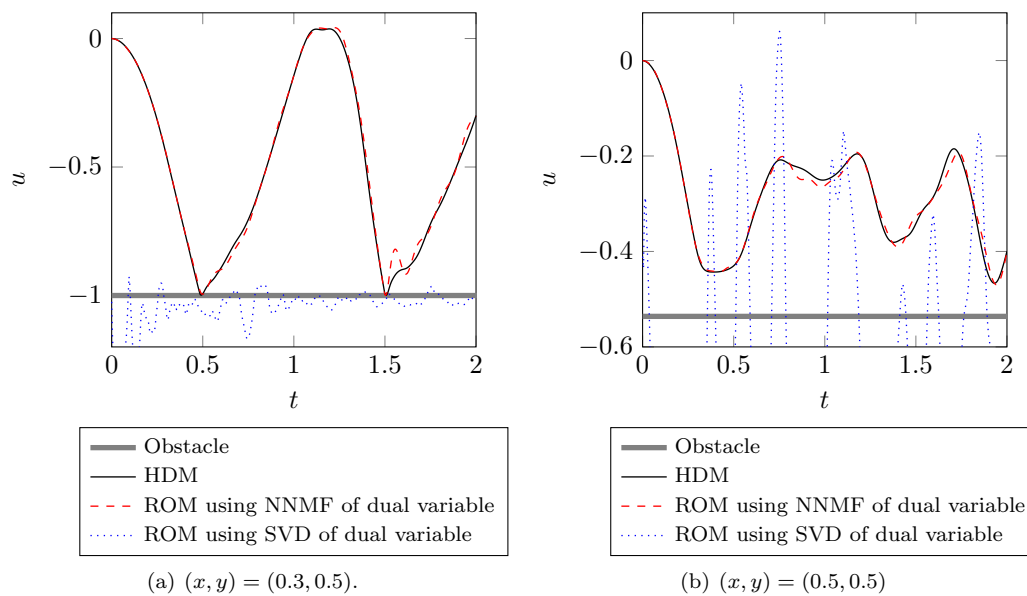 0
−0.5
−1
u
0
0.5
1
1.5
2
t
Obstacle
HDM
ROM using NNMF of dual variable
ROM using SVD of dual variable
(a) (x, y) = (0.3, 0.5).
−0
−0.2
−0.4
−0.6
u
0
0.5
1
1.5
2
t
Obstacle
HDM
ROM using NNMF of dual variable
ROM using SVD of dual variable
(b) (x, y) = (0.5, 0.5)